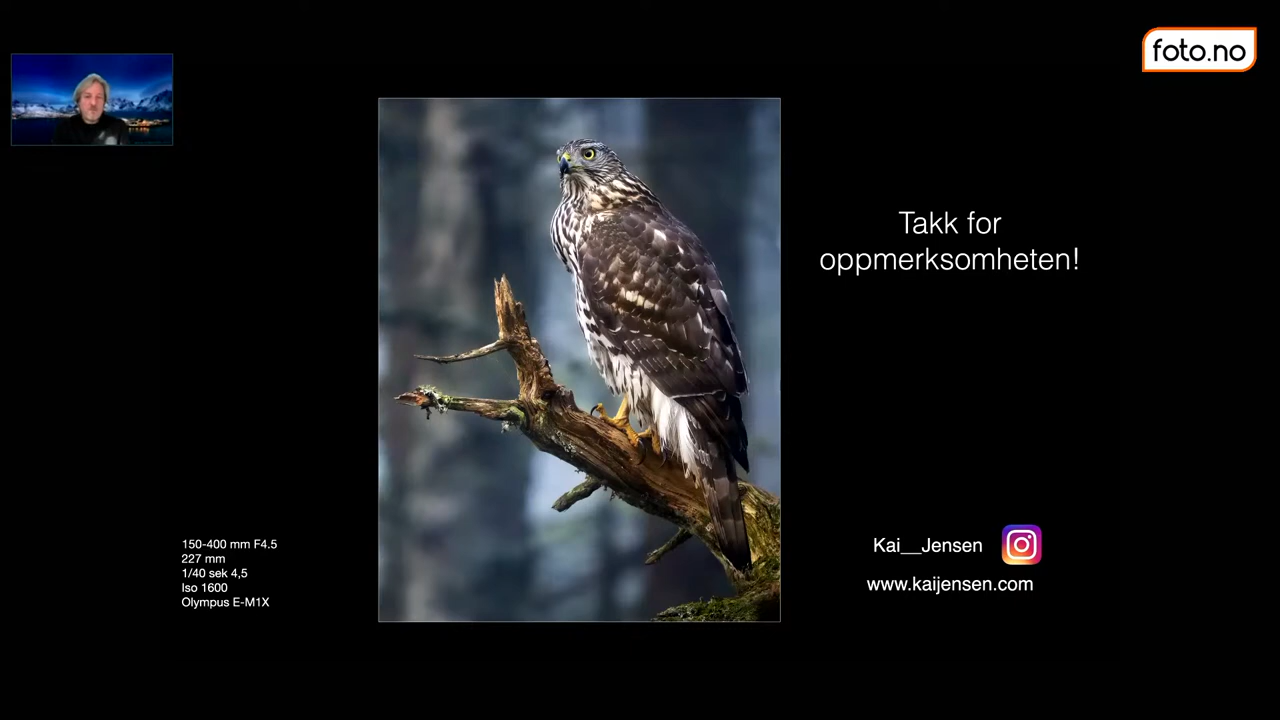 foto.no
Takk for
oppmerksomheten!
150-400 mm F4.5
227 mm
1/40 sek 4,5
Iso 1600
Olympus E-M1X
Kai__Jensen
www.kaijensen.com